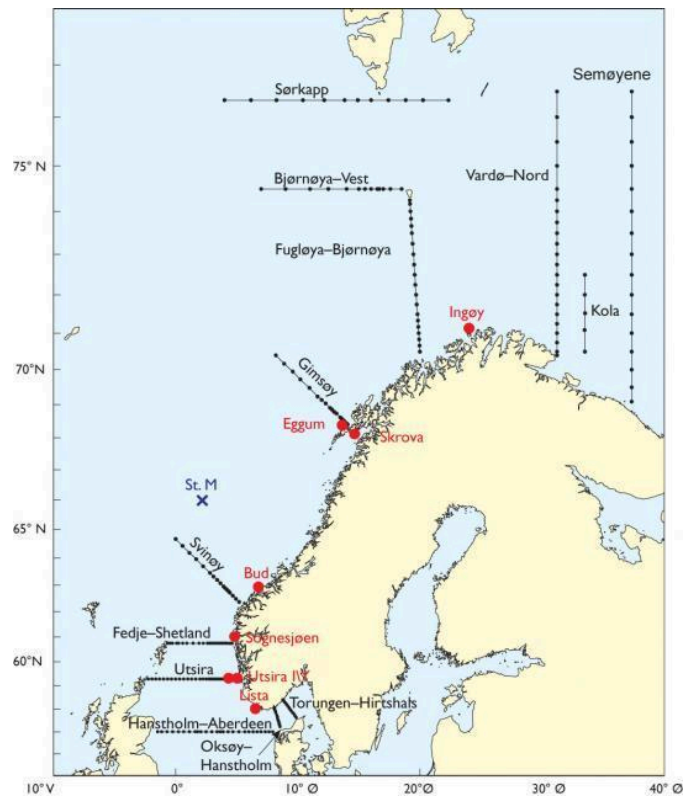 Sørkapp
Semøyene
75° N
Bjørnøya–Vest
Vardø–Nord
Fugløya–Bjørnøya
Ingøy
Kola
70°N
Gimsøy
Eggum
Skrova
St. M
65°N
Svinøy
Bud
Fedje–Shetland
Sognesjøen
60°N
Utsira
Utsira IY
Lista
Torungen–Hirtshals
Hanstholm–Aberdeen
Oksøy–
Hanstholm
10° V
0°
10 °Ø
20°Ø
30° Ø
40° Ø